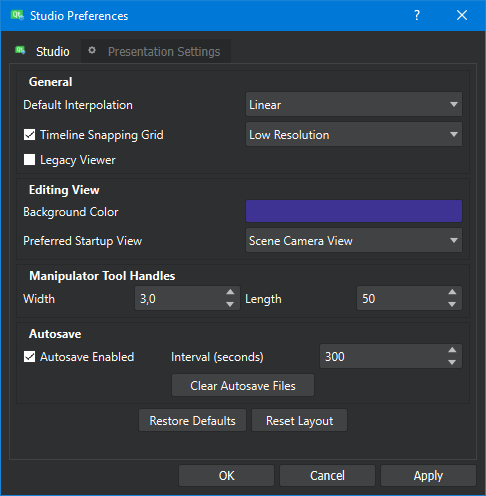 Studio Preferences
Studio Presentation Settings
General
Default Interpolation Linear
Timeline Snapping Grid Low Resolution
Legacy Viewer
Editing View
Background Color
Preferred Startup View Scene Camera View
Manipulator Tool Handles
Width 3,0 Length 50
Autosave
Autosave Enabled Interval (seconds) 300
Clear Autosave Files
Restore Defaults Reset Layout
OK Cancel Apply